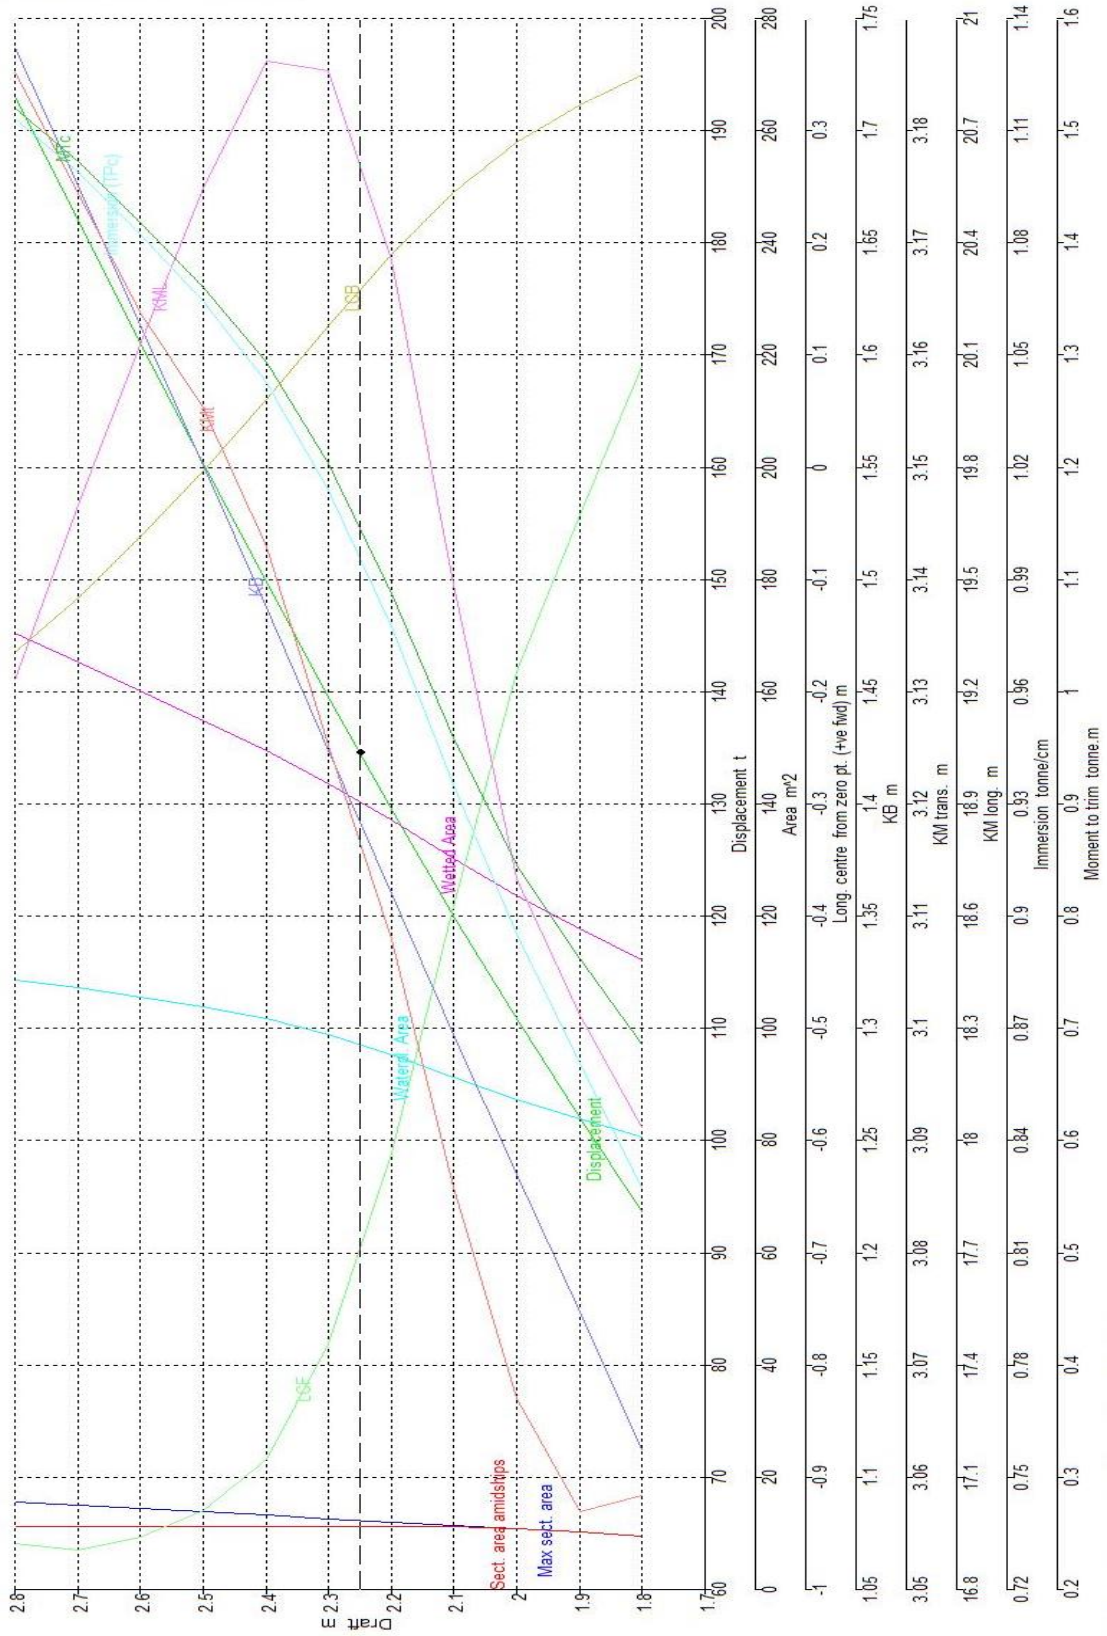 2.8
2.7
2.6
2.5
2.4
2.3
2.2
2.1
2
1.9
1.8
1.7
Draft m
MTc
Immersion (TPc)
KML
KMt
KB
LCB
LCF
Wetted Area
Waterpl. Area
Sect. area amidships
Max sect. area
Displacement
60 70 80 90 100 110 120 130 140 150 160 170 180 190 200
Displacement t
0 20 40 60 80 100 120 140 160 180 200 220 240 260 280
Area m^2
-1 -0.9 -0.8 -0.7 -0.6 -0.5 -0.4 -0.3 -0.2 -0.1 0 0.1 0.2 0.3
Long. centre from zero pt. (+ve fwd) m
1.05 1.1 1.15 1.2 1.25 1.3 1.35 1.4 1.45 1.5 1.55 1.6 1.65 1.7 1.75
KB m
3.05 3.06 3.07 3.08 3.09 3.1 3.11 3.12 3.13 3.14 3.15 3.16 3.17 3.18
KM trans. m
16.8 17.1 17.4 17.7 18 18.3 18.6 18.9 19.2 19.5 19.8 20.1 20.4 20.7 21
KM long. m
0.72 0.75 0.78 0.81 0.84 0.87 0.9 0.93 0.96 0.99 1.02 1.05 1.08 1.11 1.14
Immersion tonne/cm
0.2 0.3 0.4 0.5 0.6 0.7 0.8 0.9 1 1.1 1.2 1.3 1.4 1.5 1.6
Moment to trim tonne.m